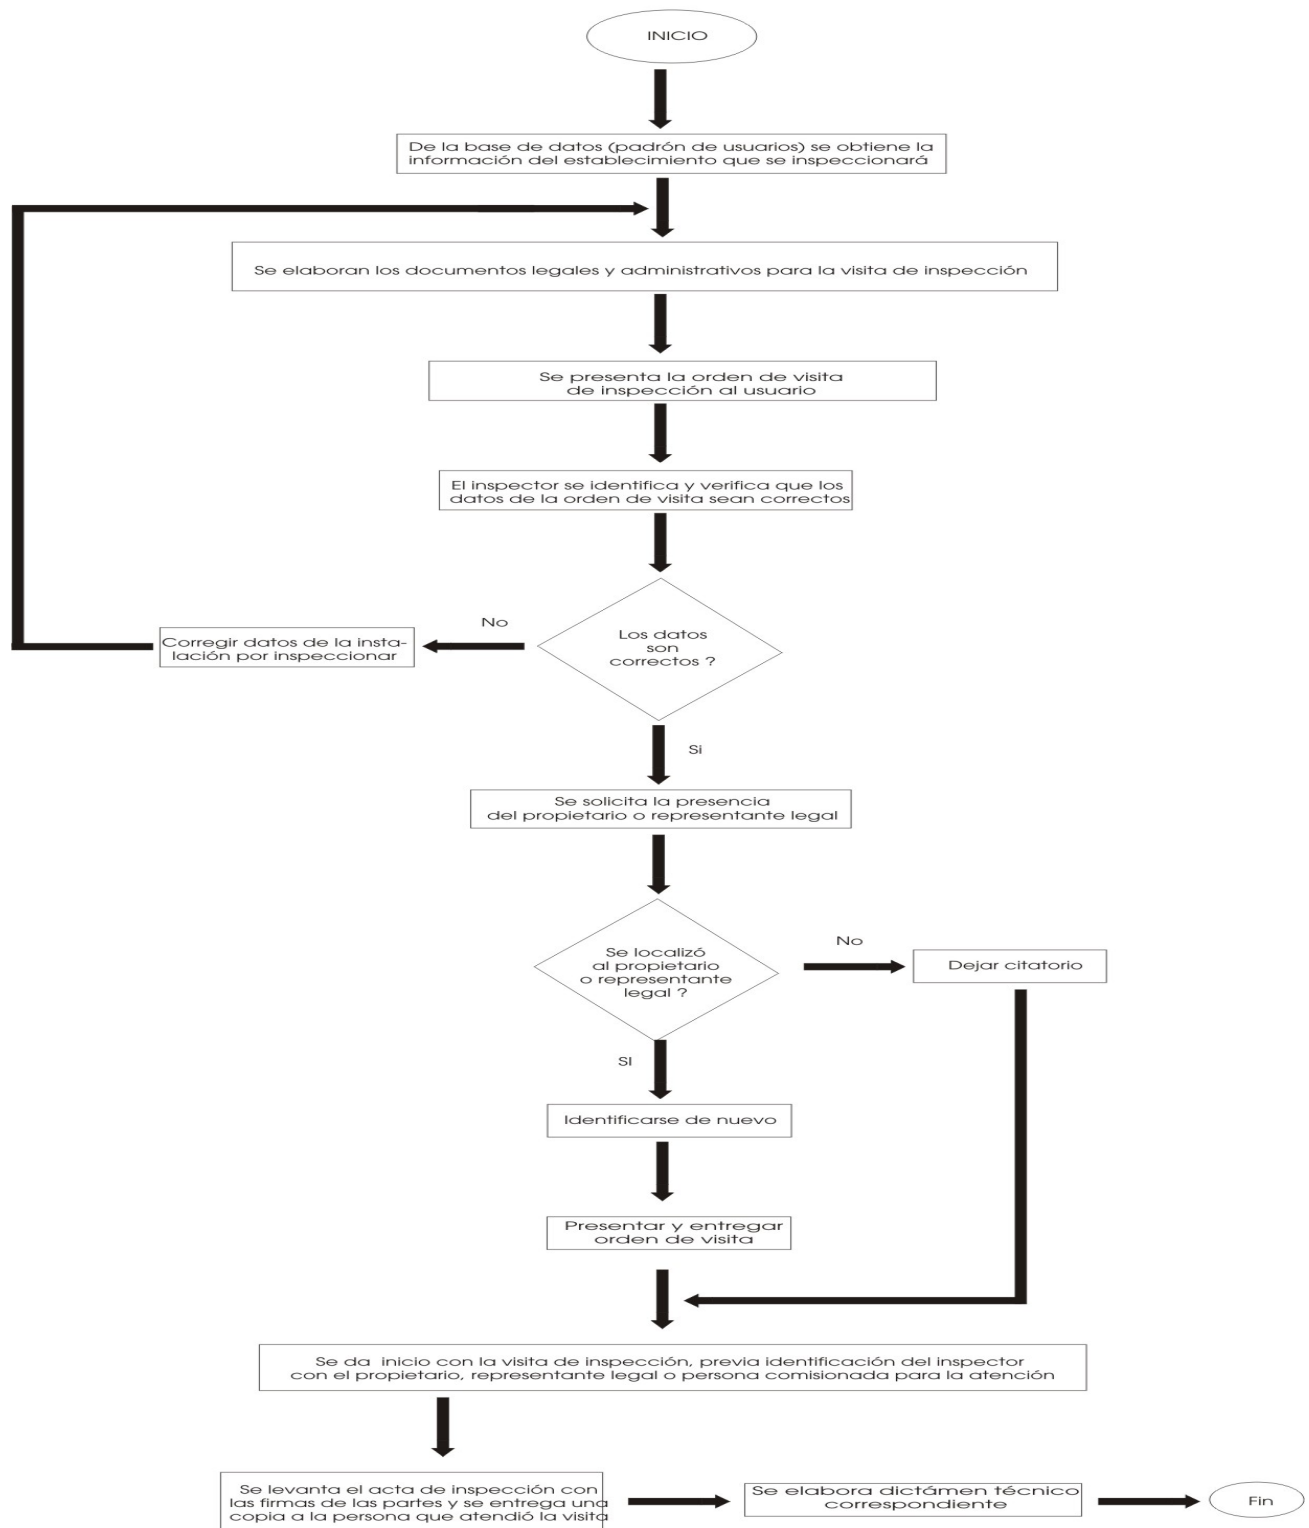 INICIO
De la base de datos (padrón de usuarios) se obtiene la
información del establecimiento que se inspeccionará
Se elaboran los documentos legales y administrativos para la visita de inspección
Se presenta la orden de visita
de inspección al usuario
El inspector se identifica y verifica que los
datos de la orden de visita sean correctos
No
Corregir datos de la insta-
lación por inspeccionar
Los datos
son
correctos ?
Si
Se solicita la presencia
del propietario o representante legal
Se localizó
al propietario
o representante
legal ?
No
Dejar citatorio
SI
Identificarse de nuevo
Presentar y entregar
orden de visita
Se da inicio con la visita de inspección, previa identificación del inspector
con el propietario, representante legal o persona comisionada para la atención
Se levanta el acta de inspección con
las firmas de las partes y se entrega una
copia a la persona que atendió la visita
Se elabora dictámen técnico
correspondiente
Fin